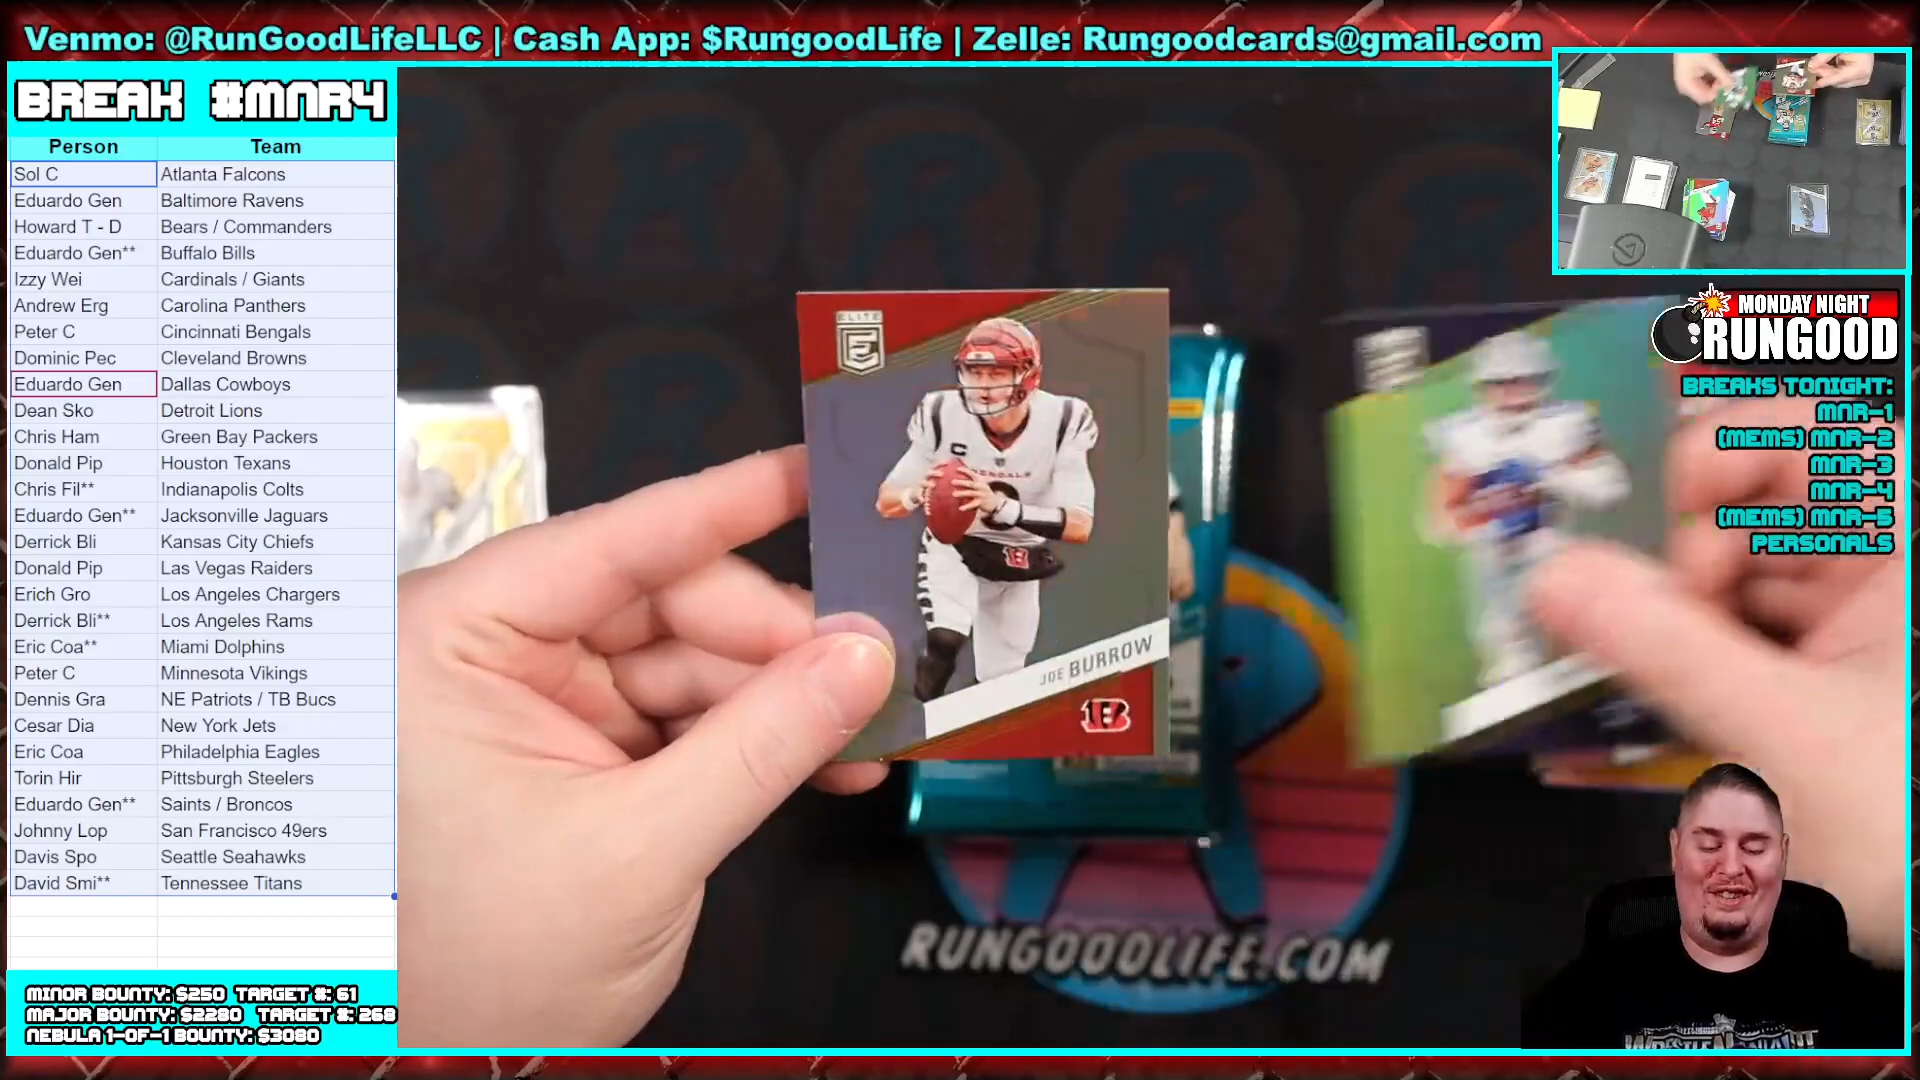 Venmo: @RunGoodLifeLLC | Cash App: $RungoodLife | Zelle: Rungoodcards@gmail.com
BREAK #MNR4
Person Team
Sol C Atlanta Falcons
Eduardo Gen Baltimore Ravens
Howard T - D Bears / Commanders
Eduardo Gen** Buffalo Bills
Izzy Wei Cardinals / Giants
Andrew Erg Carolina Panthers
Peter C Cincinnati Bengals
Dominic Pec Cleveland Browns
Eduardo Gen Dallas Cowboys
Dean Sko Detroit Lions
Chris Ham Green Bay Packers
Donald Pip Houston Texans
Chris Fil** Indianapolis Colts
Eduardo Gen** Jacksonville Jaguars
Derrick Bli Kansas City Chiefs
Donald Pip Las Vegas Raiders
Erich Gro Los Angeles Chargers
Derrick Bli** Los Angeles Rams
Eric Coa** Miami Dolphins
Peter C Minnesota Vikings
Dennis Gra NE Patriots / TB Bucs
Cesar Dia New York Jets
Eric Coa Philadelphia Eagles
Torin Hir Pittsburgh Steelers
Eduardo Gen** Saints / Broncos
Johnny Lop San Francisco 49ers
Davis Spo Seattle Seahawks
David Smi** Tennessee Titans
MINOR BOUNTY: $250 TARGET #: 61
MAJOR BOUNTY: $2280 TARGET #: 268
NEBULA 1-OF-1 BOUNTY: $3080
ELITE
E
BENGALS
JOE BURROW
B
RUNGOODLIFE.COM
MONDAY NIGHT
RUNGOOD
BREAKS TONIGHT:
MNR-1
(MEMS) MNR-2
MNR-3
MNR-4
(MEMS) MNR-5
PERSONALS